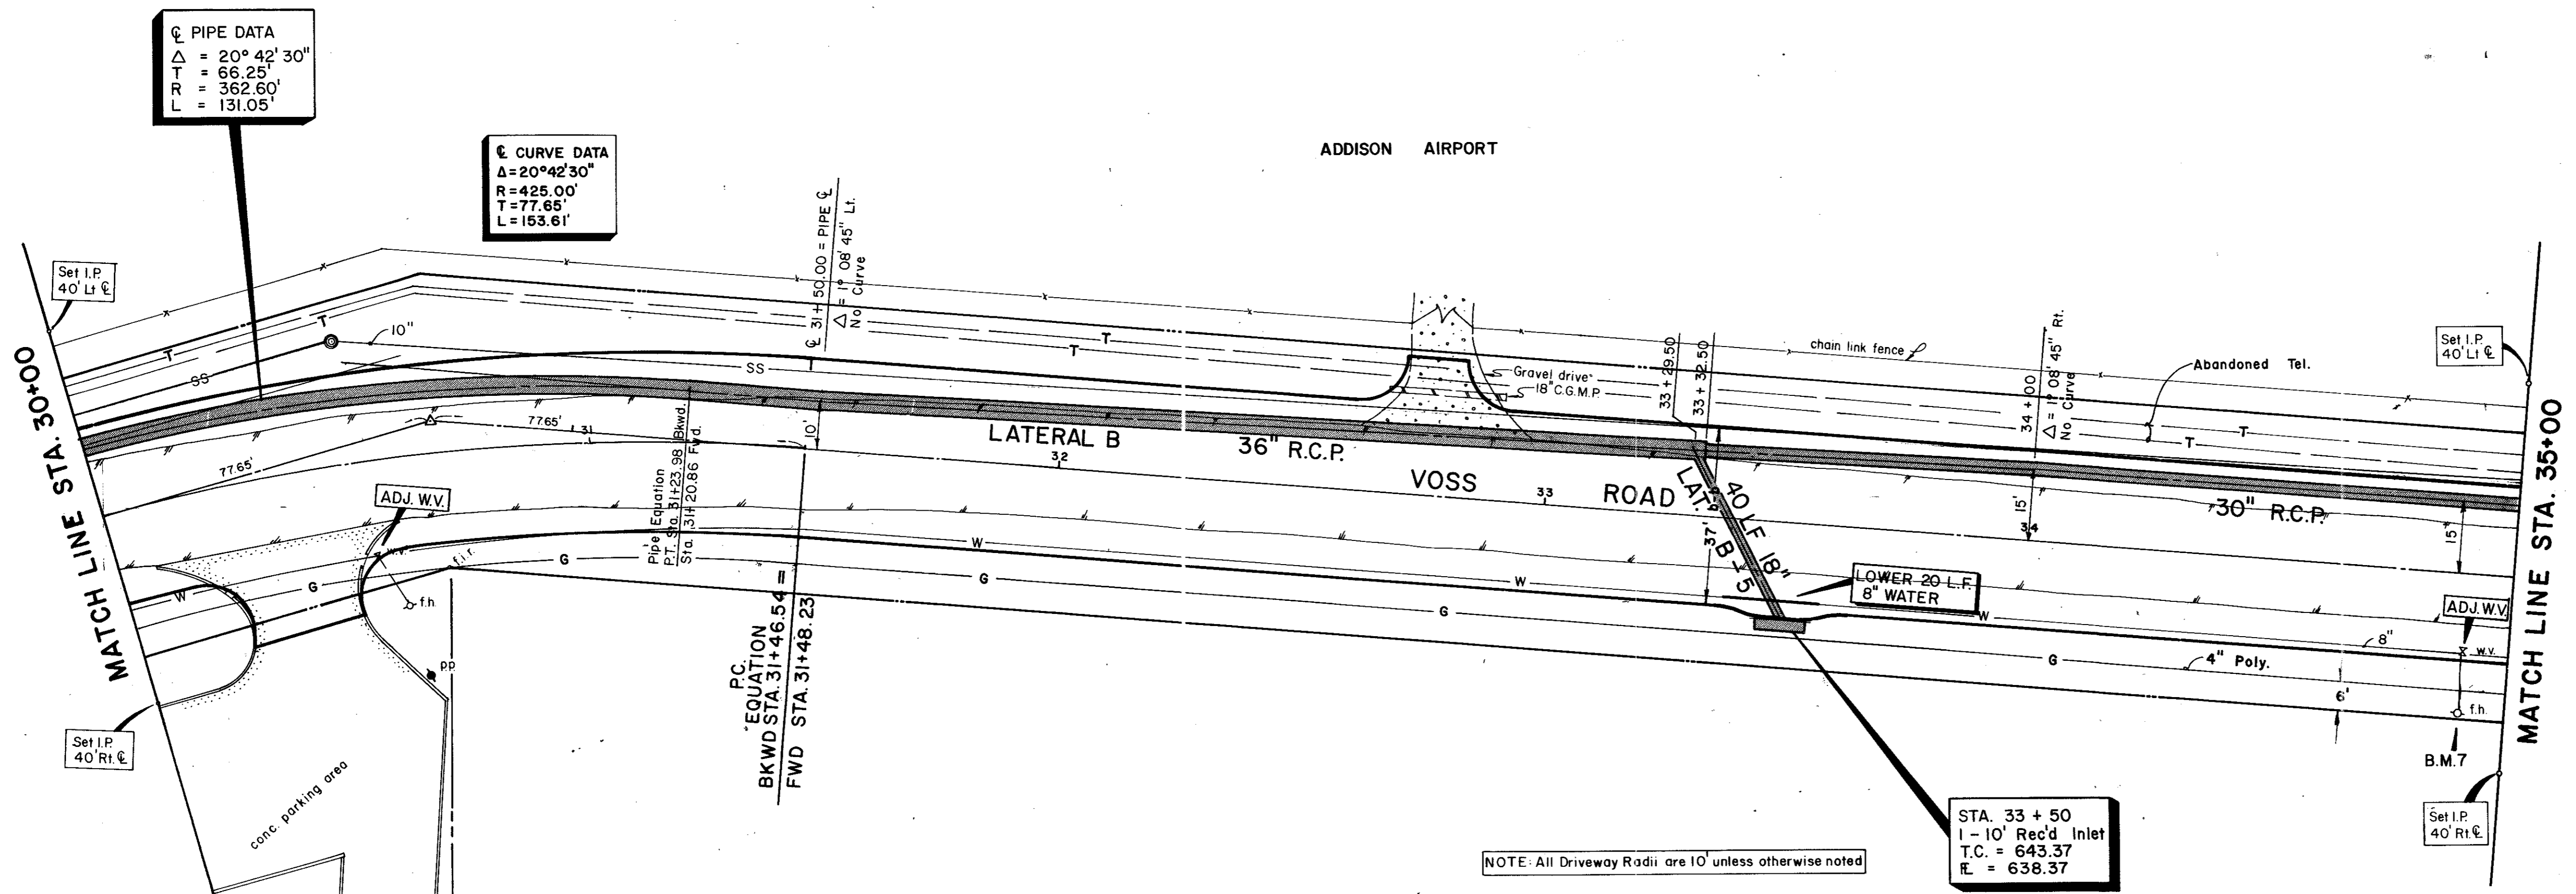 ℄ PIPE DATA
Δ = 20° 42' 30"
T = 66.25'
R = 362.60'
L = 131.05'
℄ CURVE DATA
Δ=20°42'30"
R=425.00'
T=77.65'
L=153.61'
ADDISON AIRPORT
Set I.P.
40' Lt ℄
MATCH LINE STA. 30+00
Set I.P.
40' Rt. ℄
T
T
SS
10"
℄ 31+50.00 = PIPE ℄
Δ = 1° 08' 45" Lt.
No Curve
SS
T
T
77.65'
77.65'
31
10'
LATERAL B
36" R.C.P.
32
VOSS ROAD
33
Gravel drive
18" C.G.M.P.
33 + 29.50
33 + 32.50
chain link fence
34 + 00
Δ = 1° 08' 45" Rt.
No Curve
Abandoned Tel.
T
T
Set I.P.
40' Lt ℄
MATCH LINE STA. 35+00
30" R.C.P.
15'
34
15'
40 LF 18"
LAT. B-5
37'
Pipe Equation
P.T. Sta. 31+23.98 Bkwd.
Sta. 31+20.86 Fwd.
ADJ. W.V.
w.v.
f.i.r.
f.h.
p.p.
W
G
G
W
G
W
G
W
G
P.C.
EQUATION
BKWD STA. 31+46.54 =
FWD STA. 31+48.23
LOWER 20 L.F.
8" WATER
ADJ. W.V.
8"
w.v.
4" Poly.
6'
f.h.
B.M.7
Set I.P.
40' Rt. ℄
conc. parking area
STA. 33 + 50
1 - 10' Rec'd Inlet
T.C. = 643.37
℄ = 638.37
NOTE: All Driveway Radii are 10' unless otherwise noted